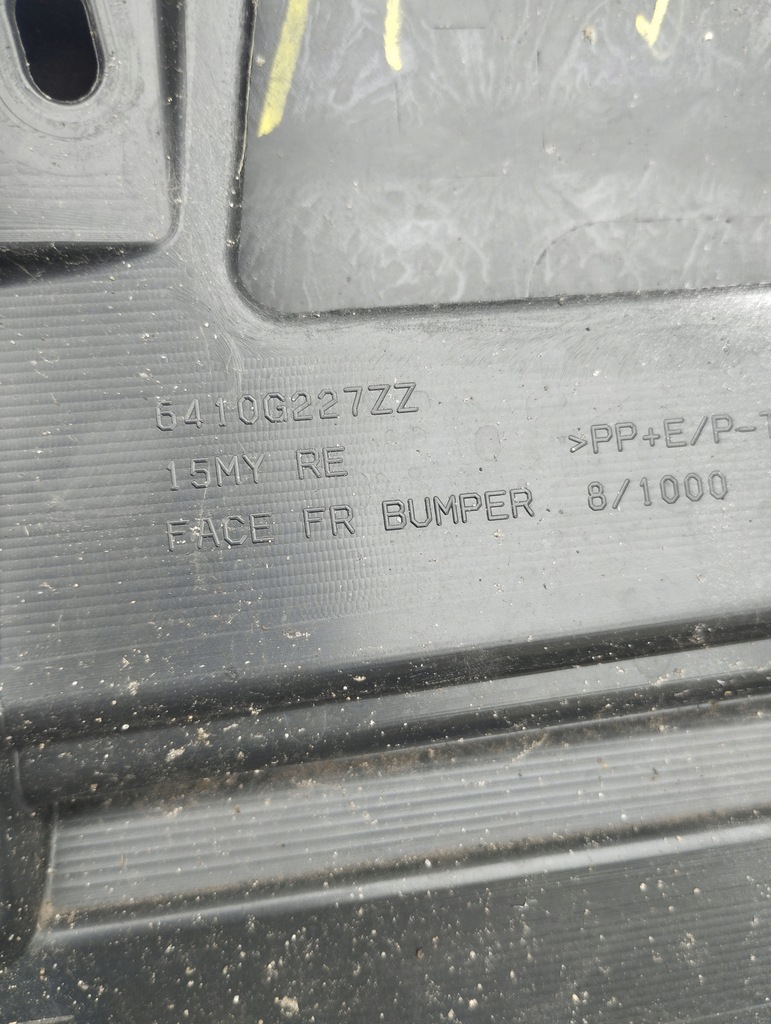 6410G227ZZ
15MY RE
FACE FR BUMPER
>PP+E/P-T
8/1000